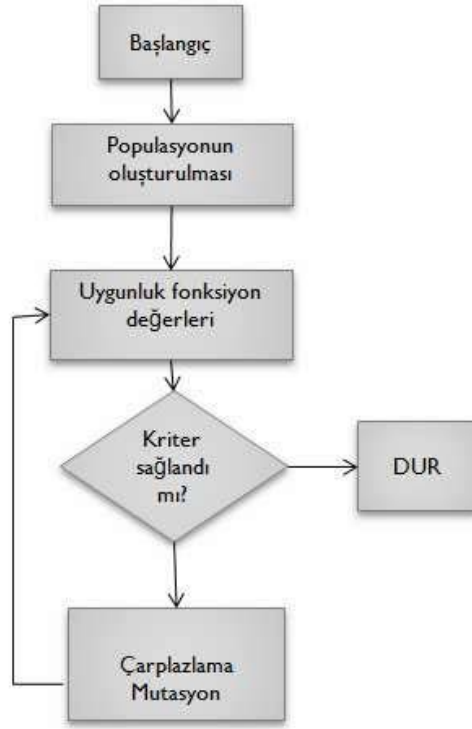 Başlangıç
Populasyonun
oluşturulması
Uygunluk fonksiyon
değerleri
Kriter
sağlandı
mı?
DUR
Çarplazlama
Mutasyon